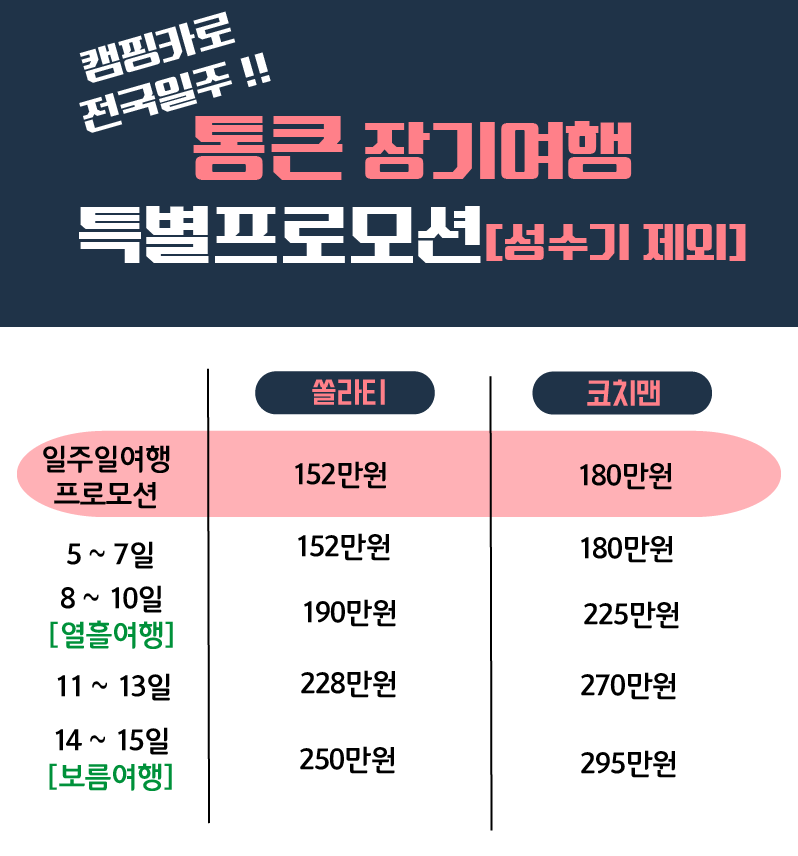 캠핑카로
전국일주 !!
통큰 장기여행
특별프로모션[성수기 제외]
쏠라티 코치맨
일주일여행
프로모션 152만원 180만원
5 ~ 7일 152만원 180만원
8 ~ 10일
[열흘여행] 190만원 225만원
11 ~ 13일 228만원 270만원
14 ~ 15일
[보름여행] 250만원 295만원